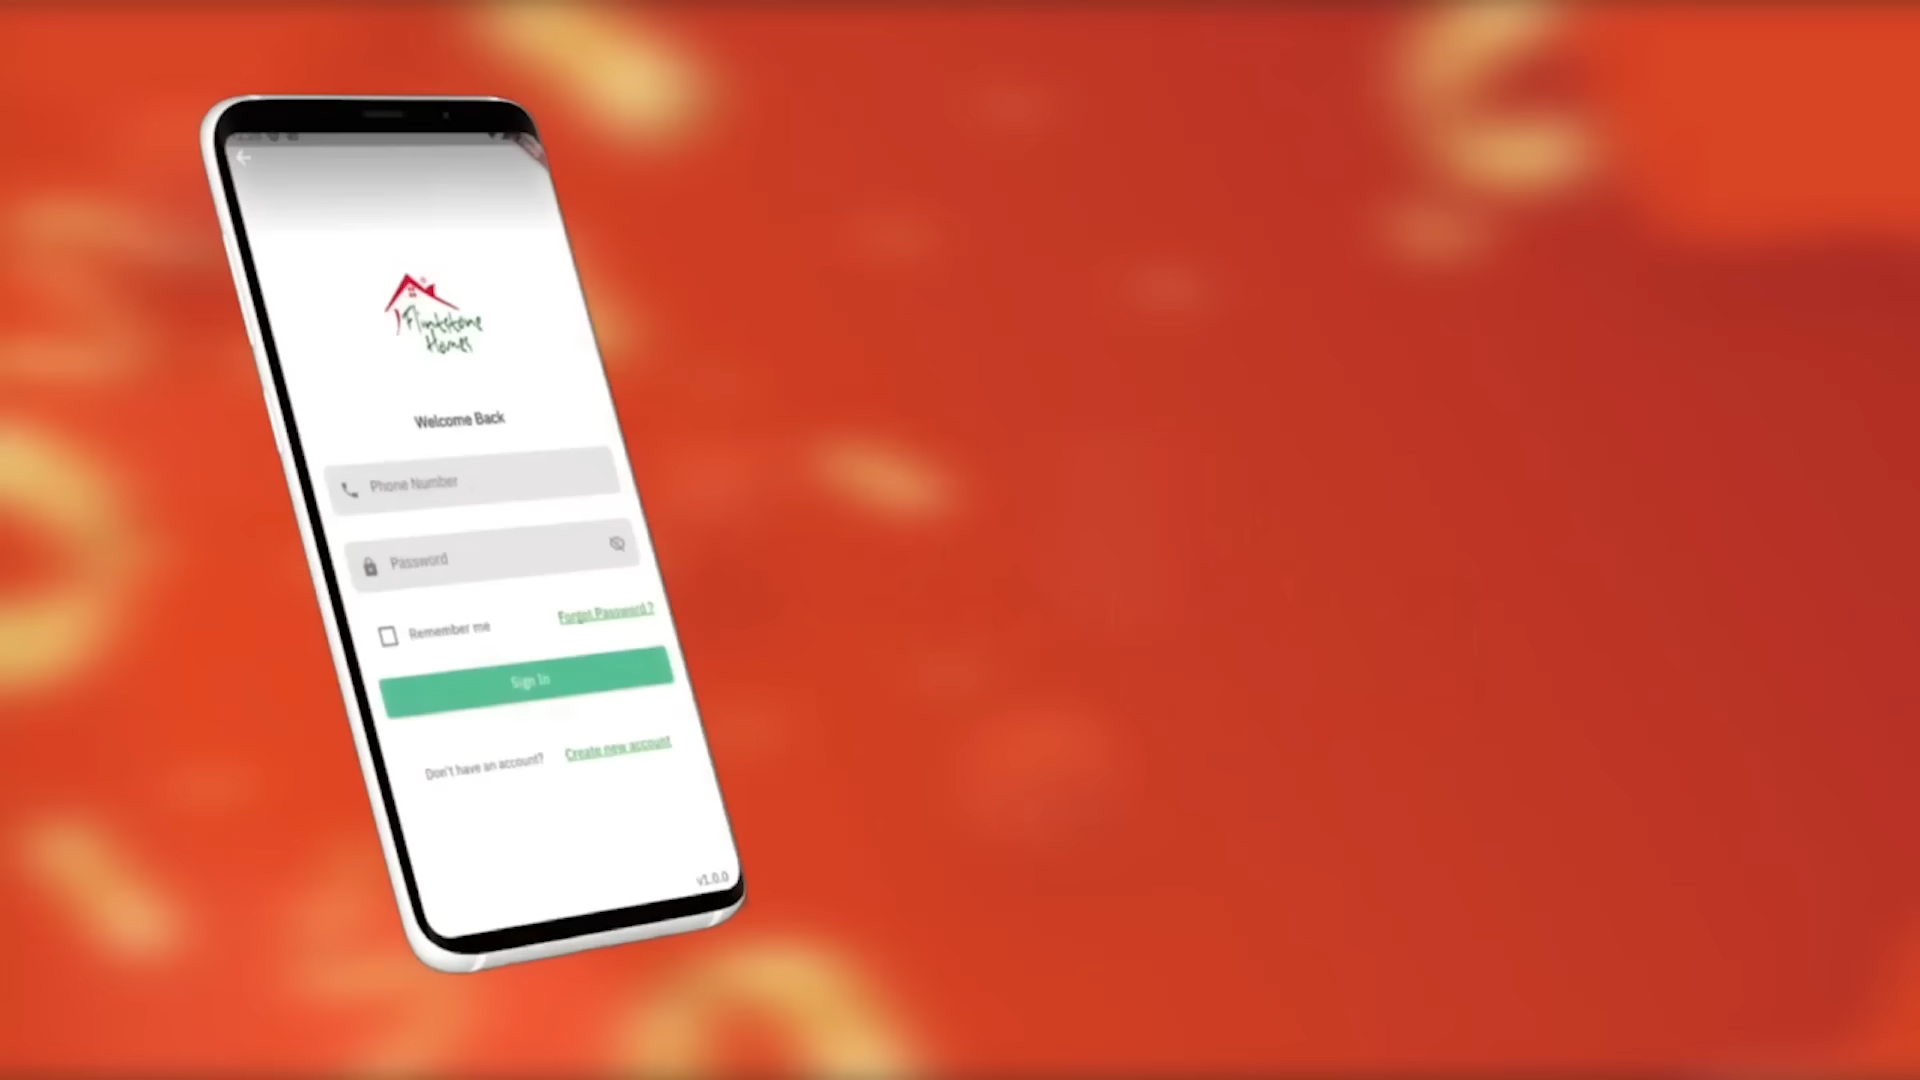 Flintstone
Homes
Welcome Back
Phone Number
Password
Remember me
Forgot Password?
Sign In
Don't have an account?
Create new account
v1.0.0